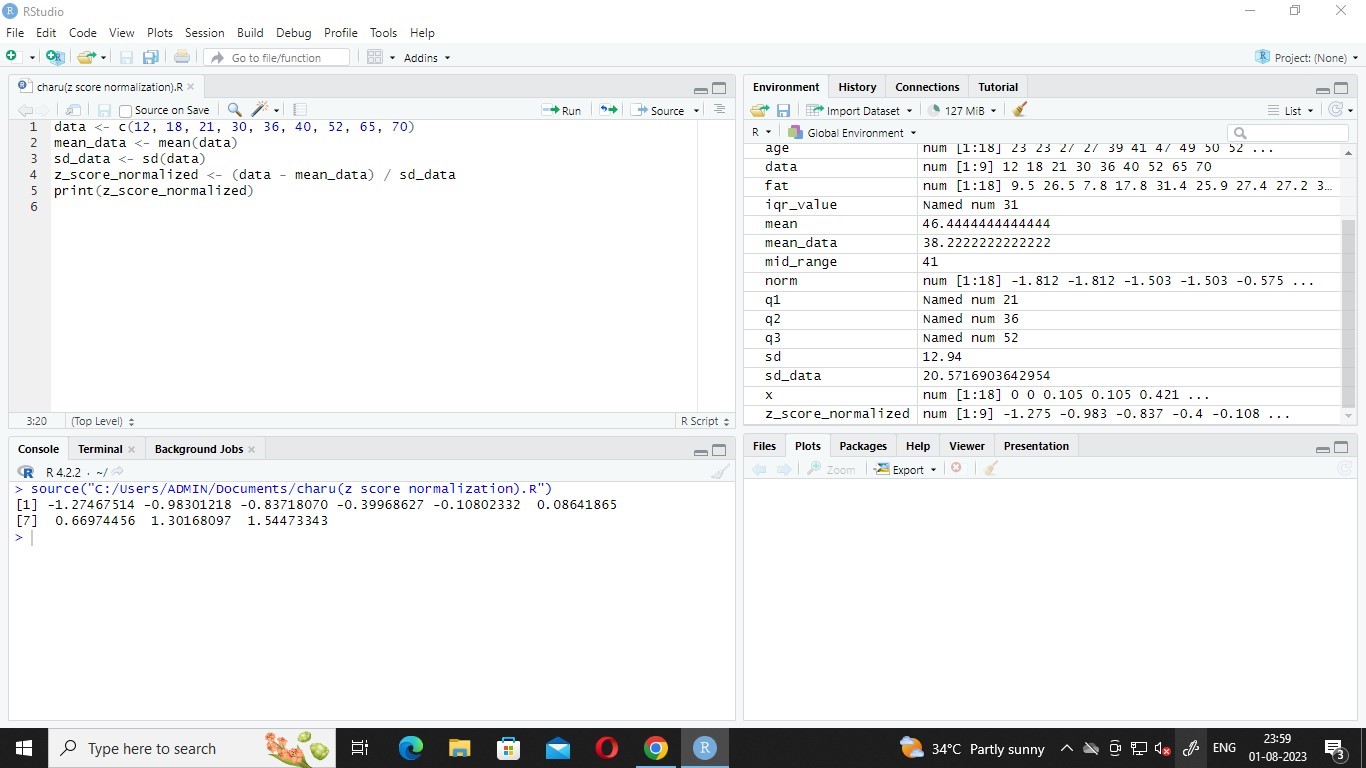 RStudio
File Edit Code View Plots Session Build Debug Profile Tools Help
Go to file/function Addins Project: (None)
charu(z score normalization).R
Source on Save Run Source
1 data <- c(12, 18, 21, 30, 36, 40, 52, 65, 70)
2 mean_data <- mean(data)
3 sd_data <- sd(data)
4 z_score_normalized <- (data - mean_data) / sd_data
5 print(z_score_normalized)
6
3:20 (Top Level) R Script
Console Terminal Background Jobs
R 4.2.2 · ~/
> source("C:/Users/ADMIN/Documents/charu(z score normalization).R")
[1] -1.27467514 -0.98301218 -0.83718070 -0.39968627 -0.10802332 0.08641865
[7] 0.66974456 1.30168097 1.54473343
>
Environment History Connections Tutorial
Import Dataset 127 MiB List
R Global Environment
age num [1:18] 23 23 27 27 39 41 47 49 50 52 ...
data num [1:9] 12 18 21 30 36 40 52 65 70
fat num [1:18] 9.5 26.5 7.8 17.8 31.4 25.9 27.4 27.2 3…
iqr_value Named num 31
mean 46.4444444444444
mean_data 38.2222222222222
mid_range 41
norm num [1:18] -1.812 -1.812 -1.503 -1.503 -0.575 ...
q1 Named num 21
q2 Named num 36
q3 Named num 52
sd 12.94
sd_data 20.5716903642954
x num [1:18] 0 0 0.105 0.105 0.421 ...
z_score_normalized num [1:9] -1.275 -0.983 -0.837 -0.4 -0.108 ...
Files Plots Packages Help Viewer Presentation
Zoom Export
Type here to search
34°C Partly sunny
ENG
23:59
01-08-2023
3